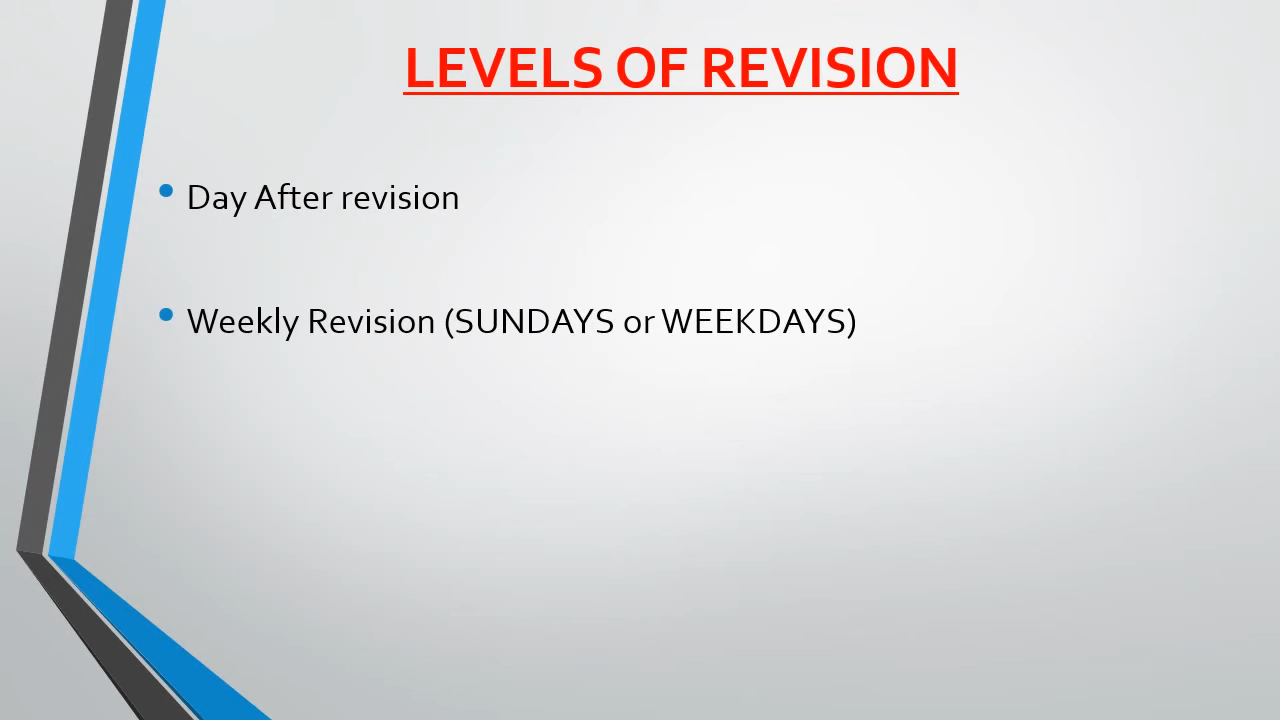 LEVELS OF REVISION
• Day After revision
• Weekly Revision (SUNDAYS or WEEKDAYS)